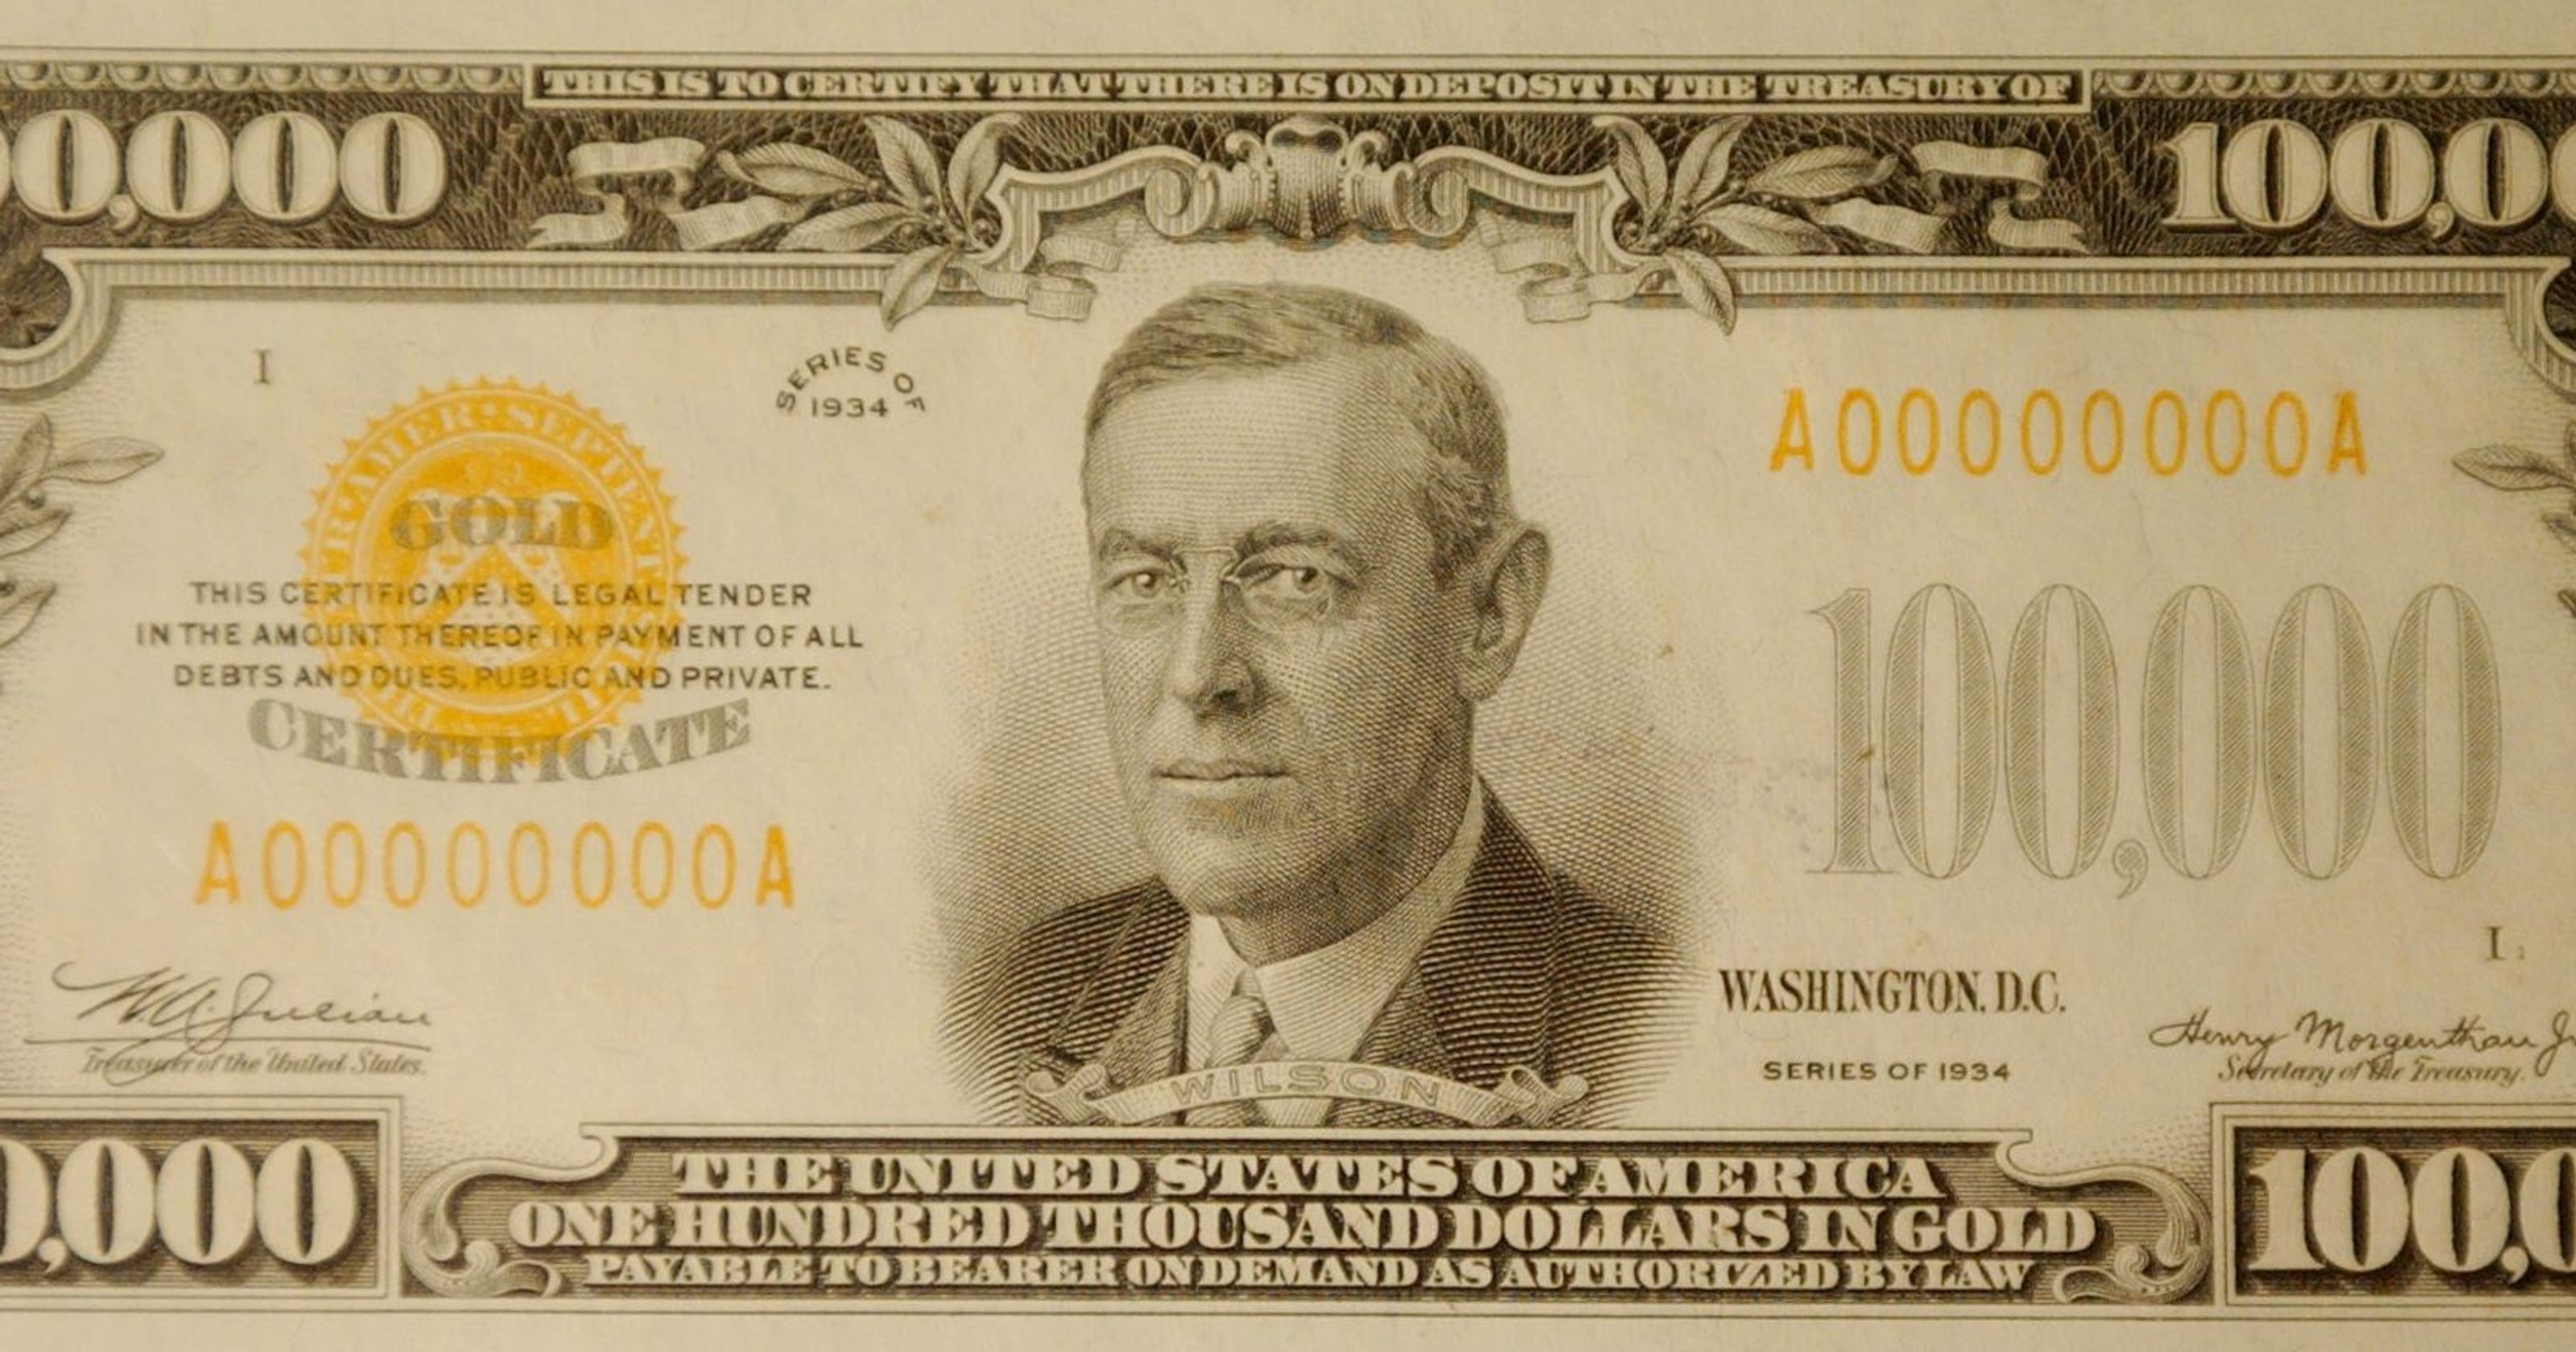 THIS IS TO CERTIFY THAT THERE IS ON DEPOSIT IN THE TREASURY OF
0,000
100,0
I
SERIES OF
1934
A00000000A
GOLD
THIS CERTIFICATE IS LEGAL TENDER
IN THE AMOUNT THEREOF IN PAYMENT OF ALL
DEBTS AND DUES, PUBLIC AND PRIVATE.
CERTIFICATE
100,000
A00000000A
I
WASHINGTON, D.C.
W. A. Julian
Treasurer of the United States.
Henry Morgenthau Jr
Secretary of the Treasury.
SERIES OF 1934
WILSON
0,000
100,0
THE UNITED STATES OF AMERICA
ONE HUNDRED THOUSAND DOLLARS IN GOLD
PAYABLE TO BEARER ON DEMAND AS AUTHORIZED BY LAW